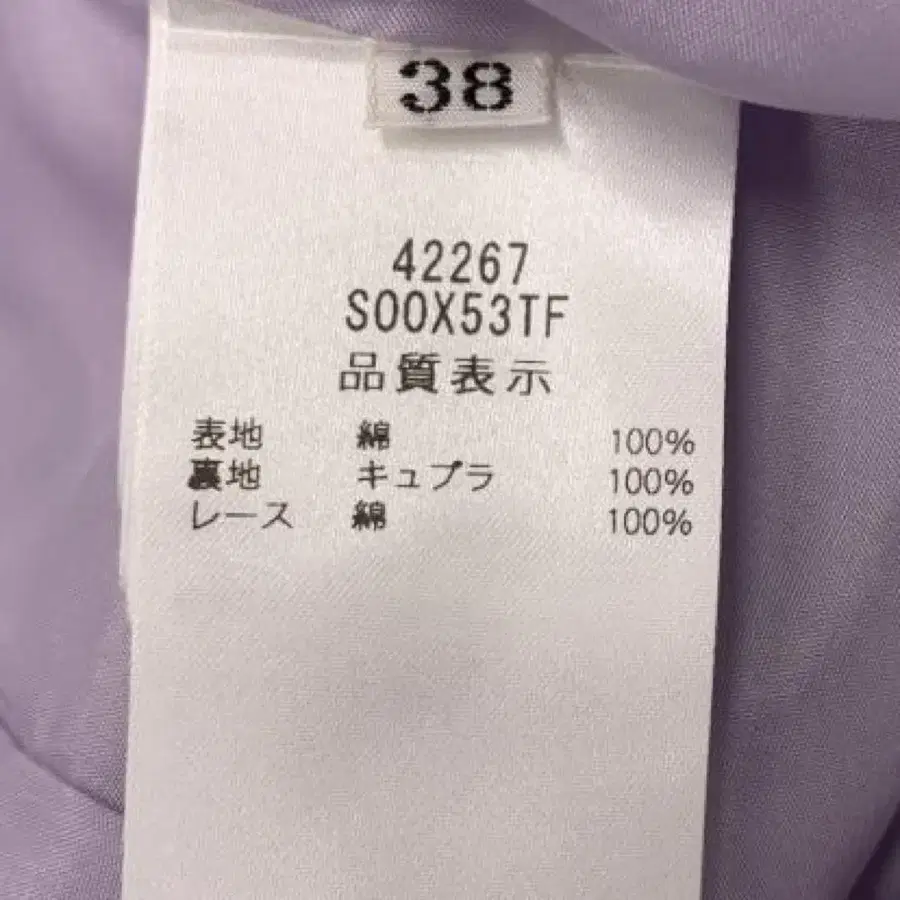 38
42267
S00X53TF
品質表示
表地 綿 100%
裏地 キュプラ 100%
レース 綿 100%